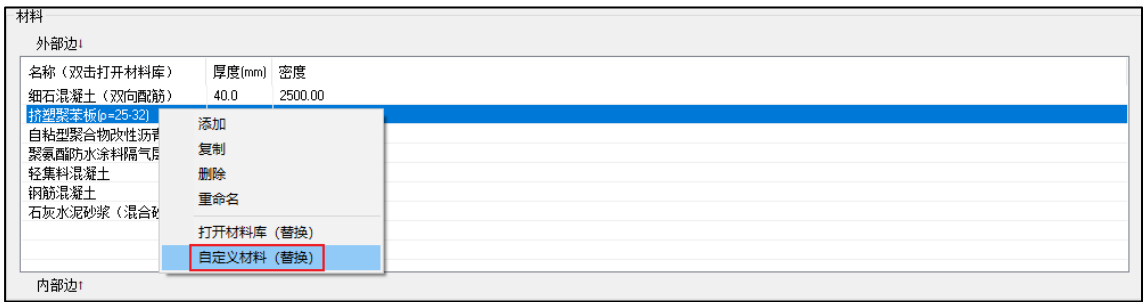 材料
外部边↓
名称（双击打开材料库） 厚度(mm) 密度
细石混凝土（双向配筋） 40.0 2500.00
挤塑聚苯板(ρ=25-32)
自粘型聚合物改性沥青
聚氨酯防水涂料隔气层
轻集料混凝土
钢筋混凝土
石灰水泥砂浆（混合砂
添加
复制
删除
重命名
打开材料库（替换）
自定义材料（替换）
内部边↑